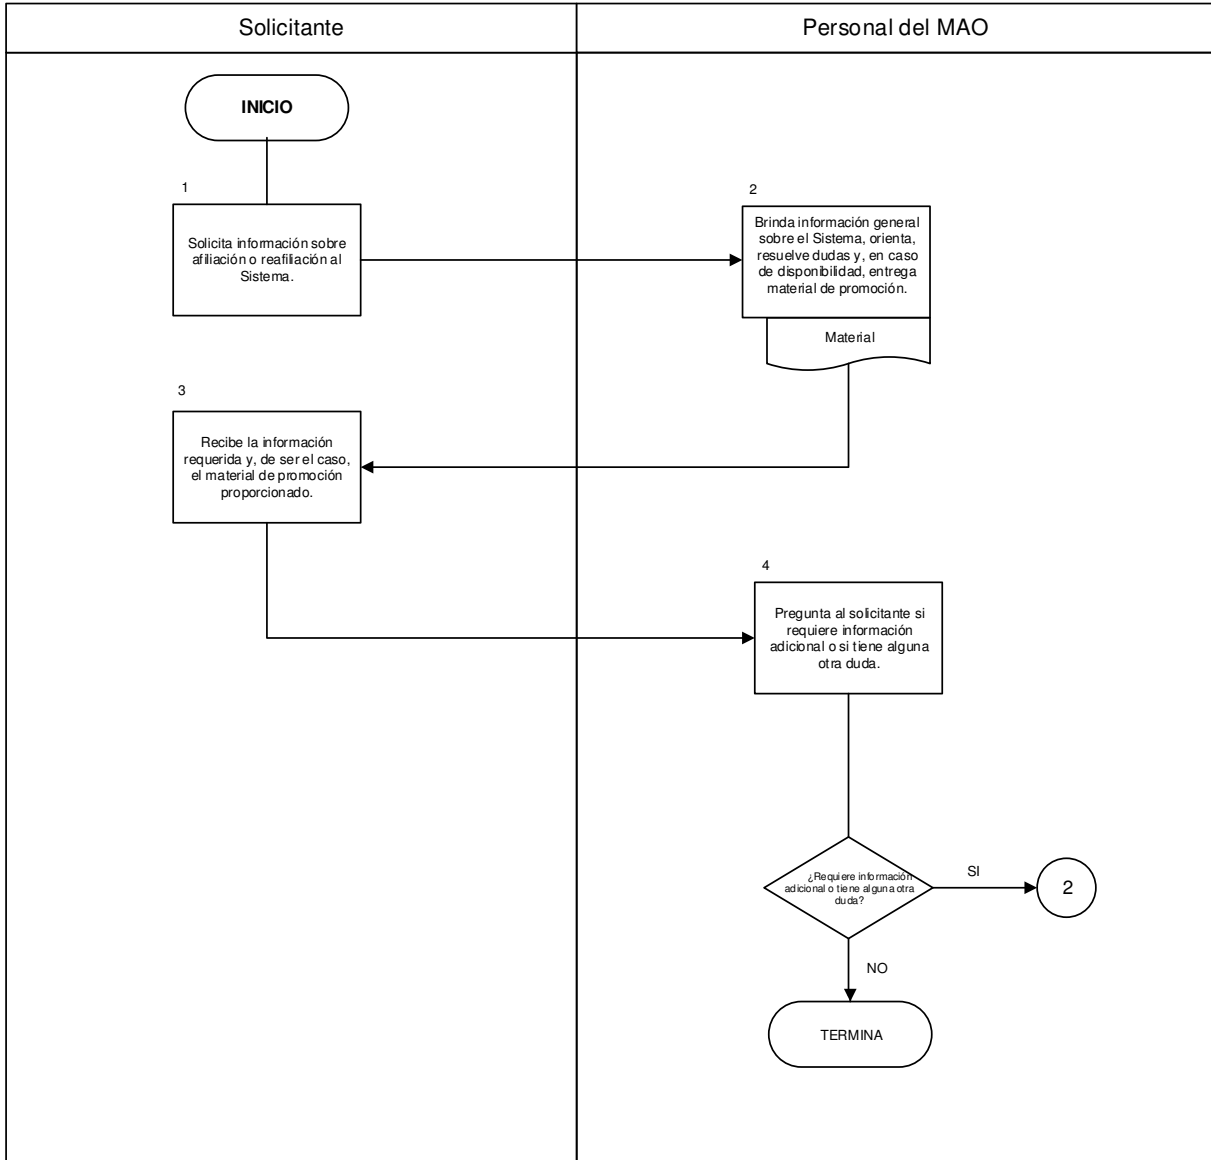 Solicitante
Personal del MAO
INICIO
1
Solicita información sobre
afiliación o reafiliación al
Sistema.
2
Brinda información general
sobre el Sistema, orienta,
resuelve dudas y, en caso
de disponibilidad, entrega
material de promoción.
Material
3
Recibe la información
requerida y, de ser el caso,
el material de promoción
proporcionado.
4
Pregunta al solicitante si
requiere información
adicional o si tiene alguna
otra duda.
¿Requiere información
adicional o tiene alguna otra
duda?
SI
2
NO
TERMINA